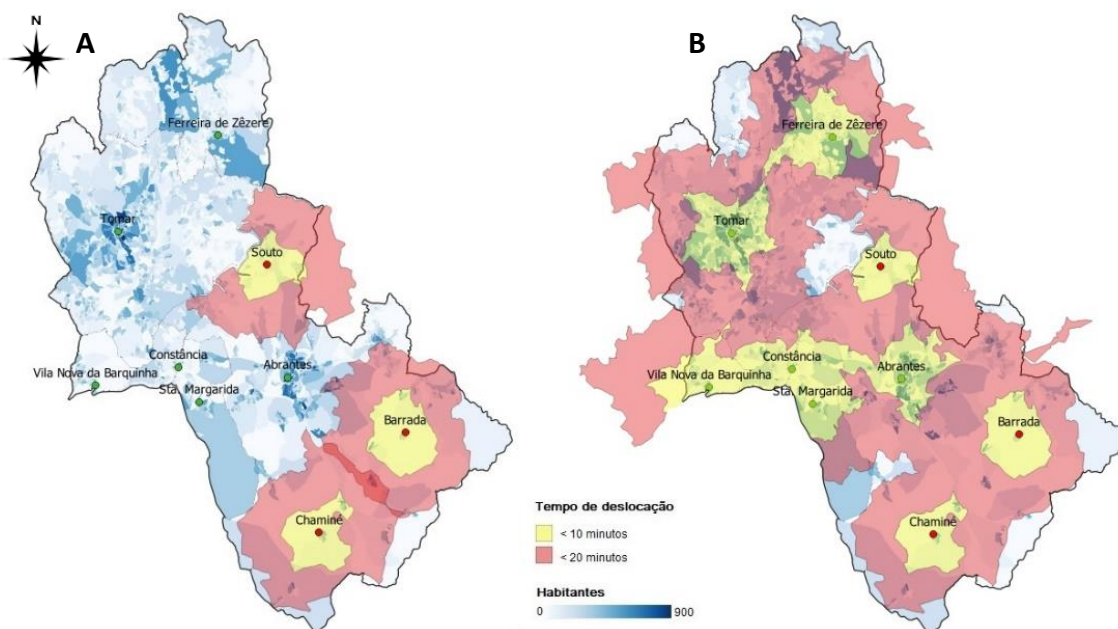 N
A
Ferreira de Zêzere
Tomar
Souto
Constância
Vila Nova da Barquinha
Abrantes
Sta. Margarida
Barrada
Chaminé
B
Ferreira de Zêzere
Tomar
Souto
Constância
Vila Nova da Barquinha
Abrantes
Sta. Margarida
Barrada
Chaminé
Tempo de deslocação
< 10 minutos
< 20 minutos
Habitantes
0 900